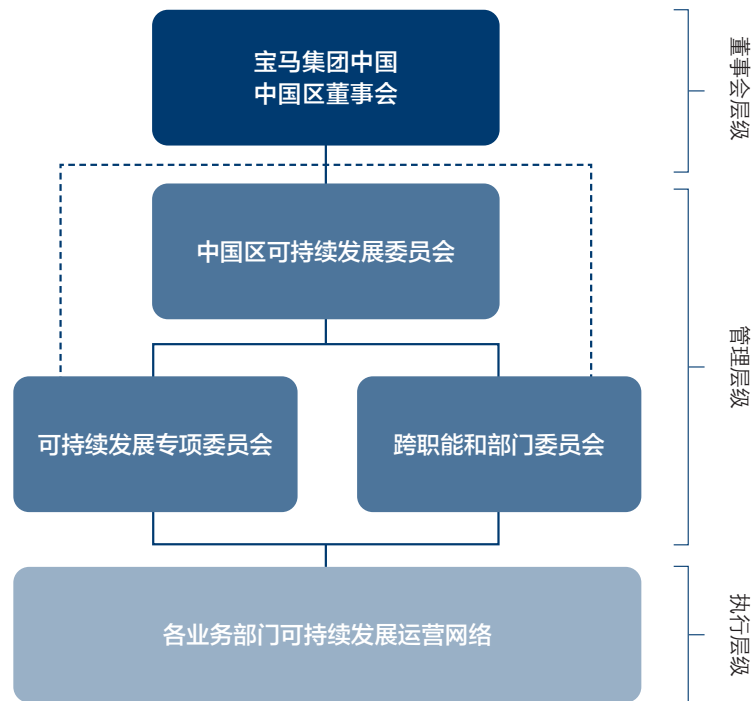 宝马集团中国
中国区董事会
董事会层级
中国区可持续发展委员会
管理层级
可持续发展专项委员会
跨职能和部门委员会
各业务部门可持续发展运营网络
执行层级